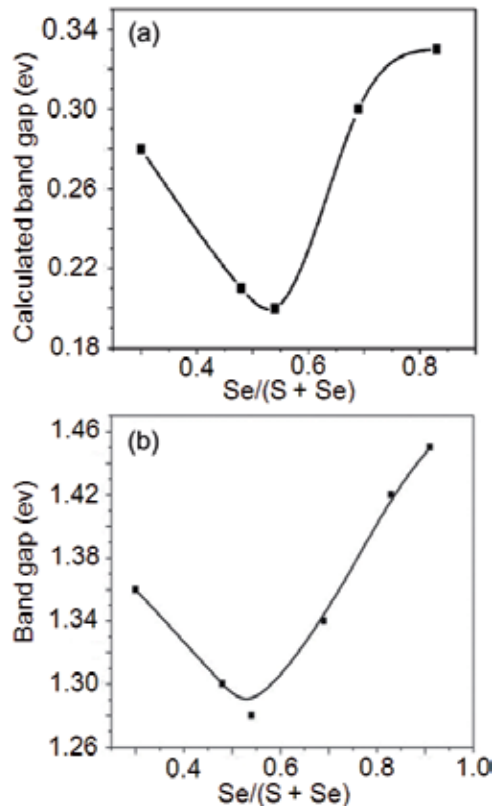 (a)
Calculated band gap (ev)
0.34
0.30
0.26
0.22
0.18
0.4 0.6 0.8
Se/(S + Se)
(b)
Band gap (ev)
1.46
1.42
1.38
1.34
1.30
1.26
0.4 0.6 0.8 1.0
Se/(S + Se)